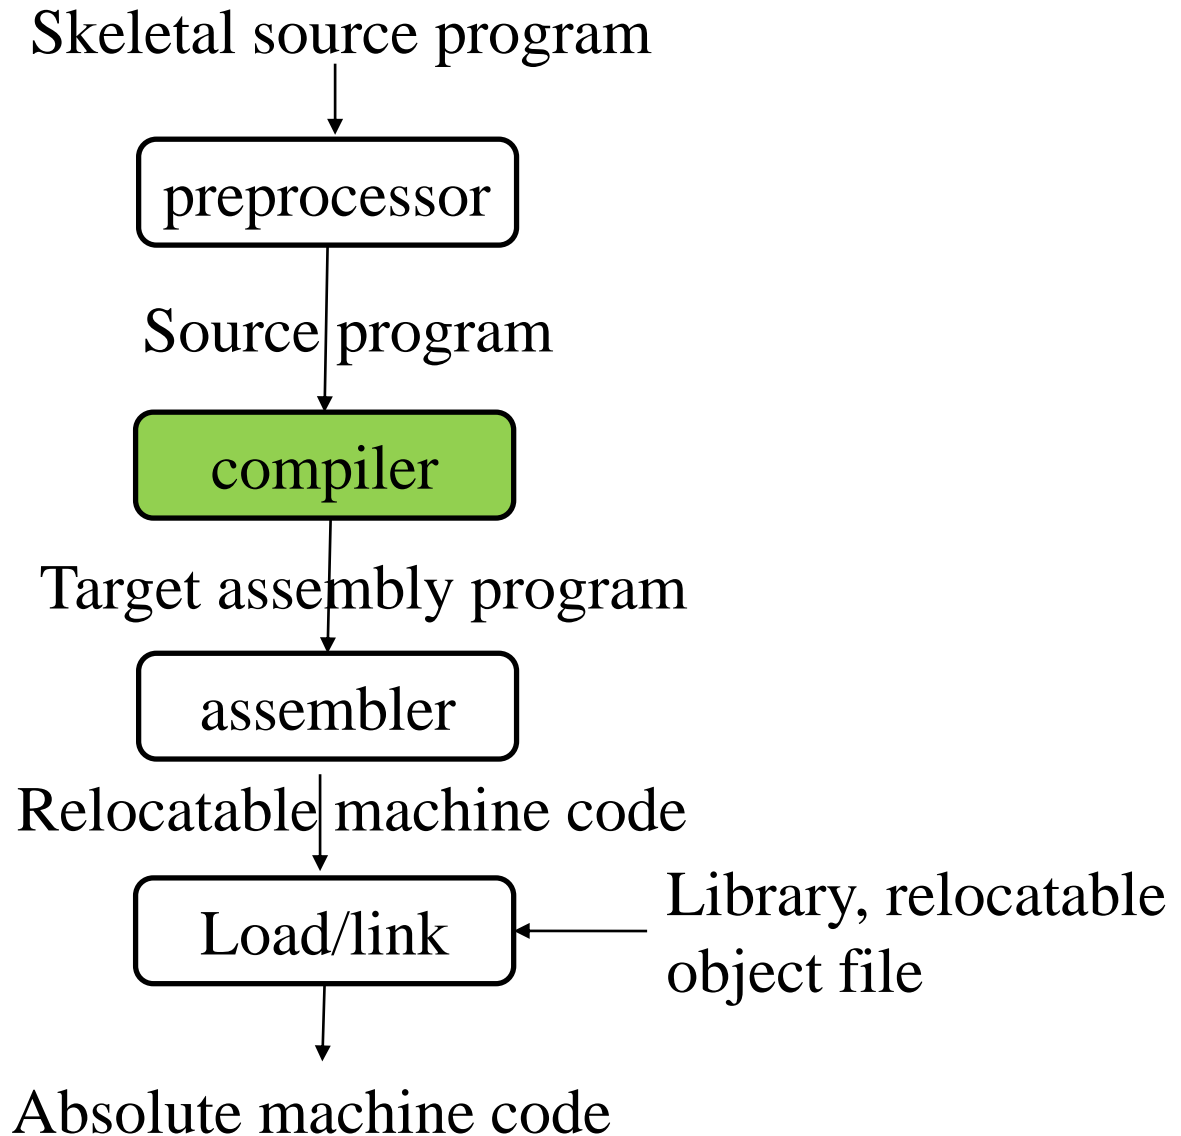 Skeletal source program
preprocessor
Source program
compiler
Target assembly program
assembler
Relocatable machine code
Load/link
Library, relocatable
object file
Absolute machine code